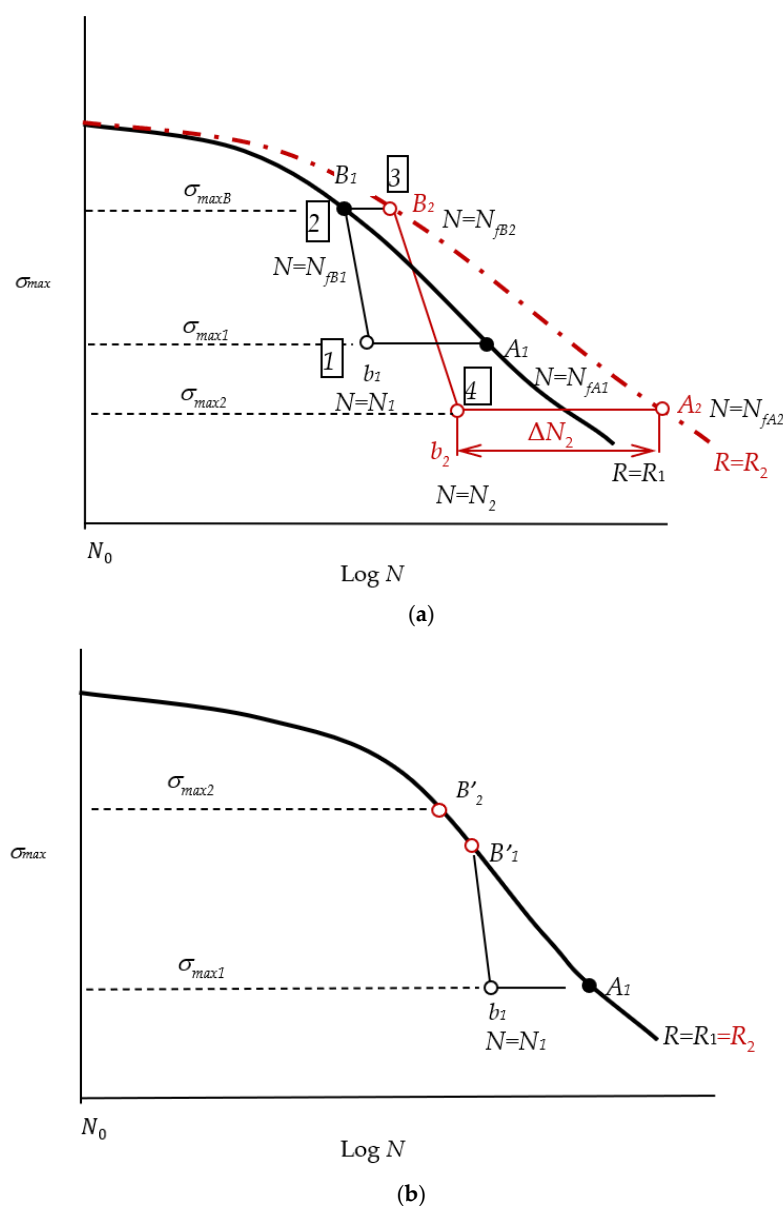 B₁
3
σmaxB
B₂
N=NfB2
2
N=NfB1
σmax
σmax1
1
A₁
b₁
4
N=NfA1
N=N₁
σmax2
A₂
N=NfA2
ΔN₂
b₂
R=R₁
R=R₂
N=N₂
N₀
Log N
(a)
σmax2
B′₂
σmax
B′₁
σmax1
A₁
b₁
N=N₁
R=R₁=R₂
N₀
Log N
(b)